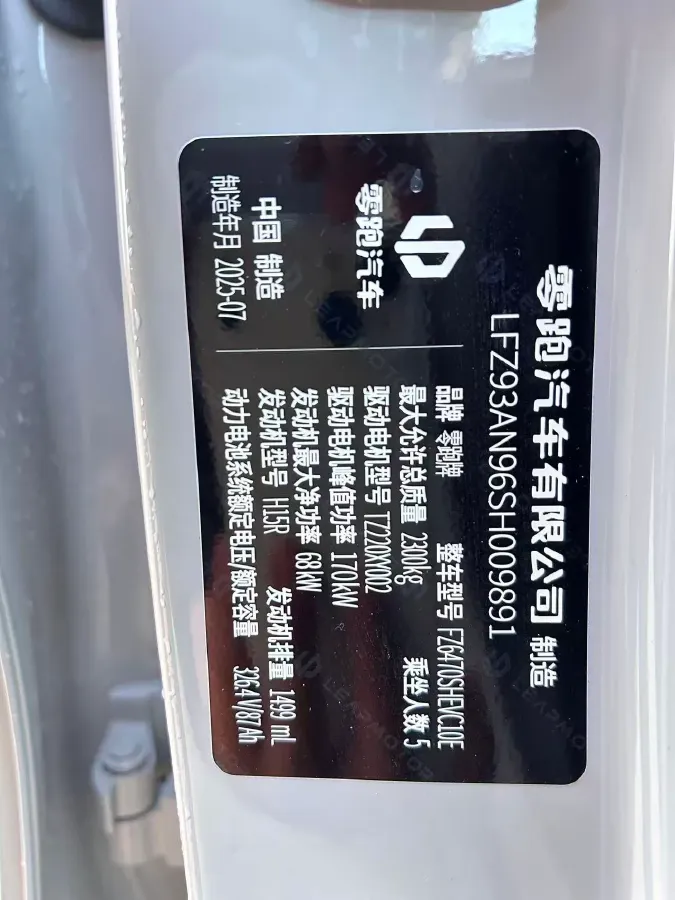 零跑汽车有限公司 制造
LFZ93AN96SH009891
零跑汽车
中国 制造
制造年月 2025-07
品牌 零跑牌 整车型号 FZ6470SHEVC10E
最大允许总质量 2300kg 乘坐人数 5
驱动电机型号 TZ220XY002
驱动电机峰值功率 170kW
发动机最大净功率 68kW
发动机型号 H15R 发动机排量 1499 mL
动力电池系统额定电压/额定容量 326.4V/87Ah
LEAPMOTOR